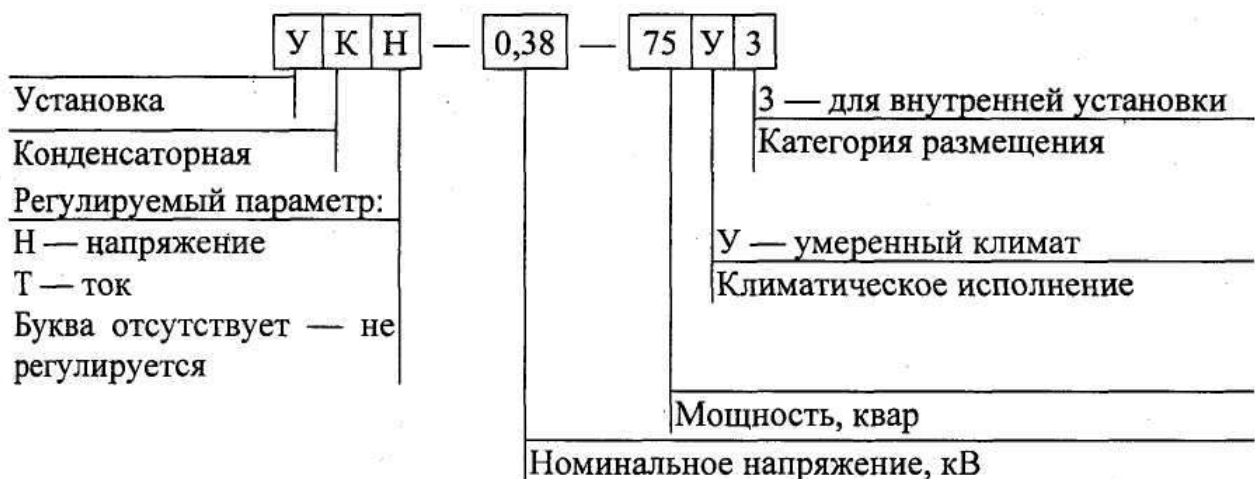 УКН — 0,38 — 75 У 3
Установка
3 — для внутренней установки
Конденсаторная
Категория размещения
Регулируемый параметр:
Н — напряжение
У — умеренный климат
Т — ток
Климатическое исполнение
Буква отсутствует — не
регулируется
Мощность, квар
Номинальное напряжение, кВ